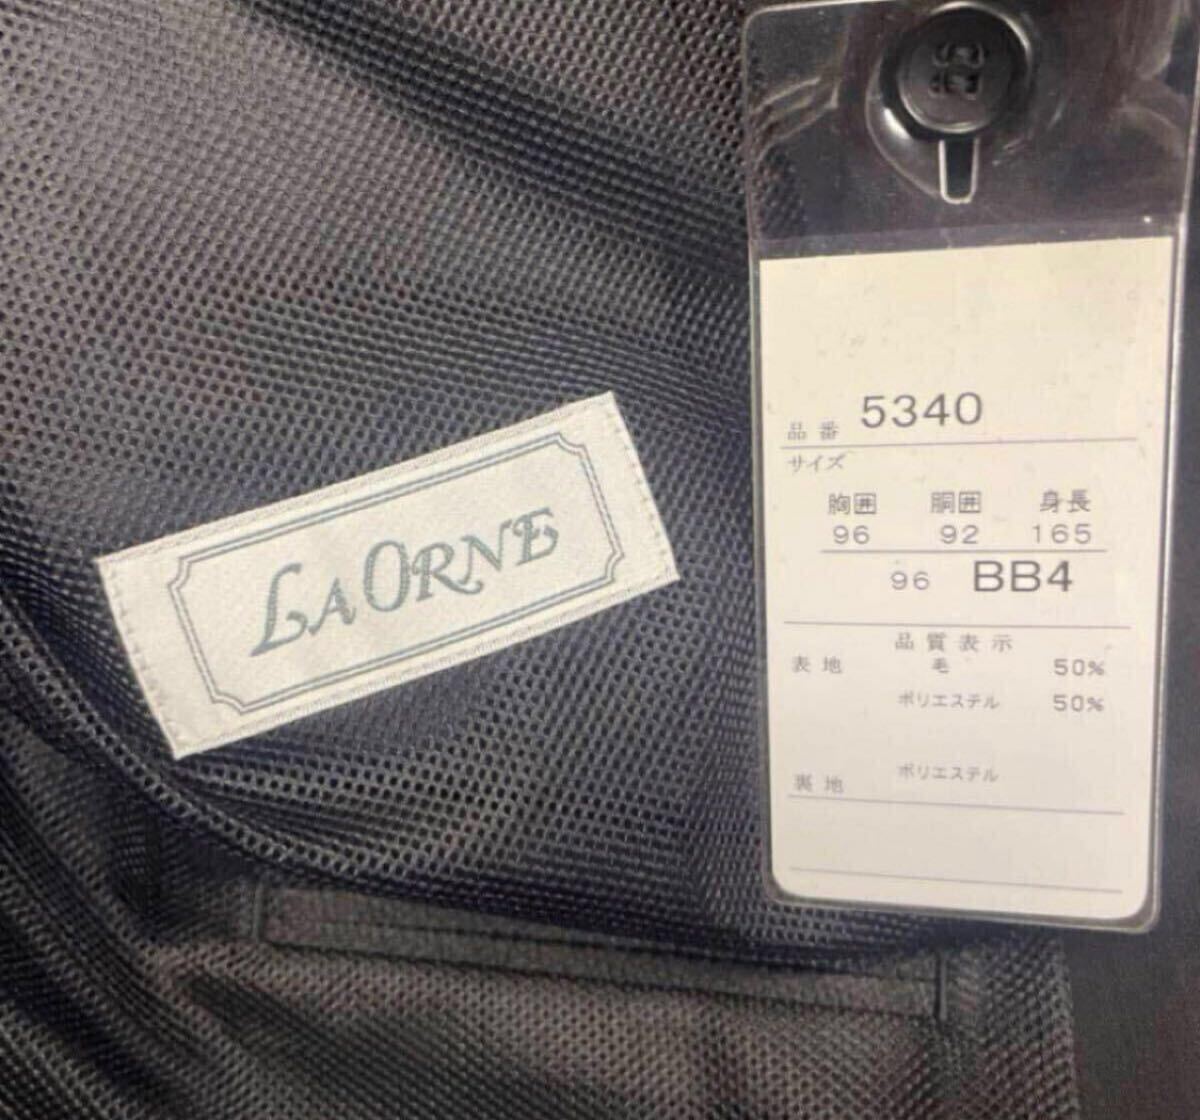 LA ORNE
品番 5340
サイズ
胸囲 胴囲 身長
96 92 165
96 BB4
品質表示
表地 毛 50%
ポリエステル 50%
裏地 ポリエステル